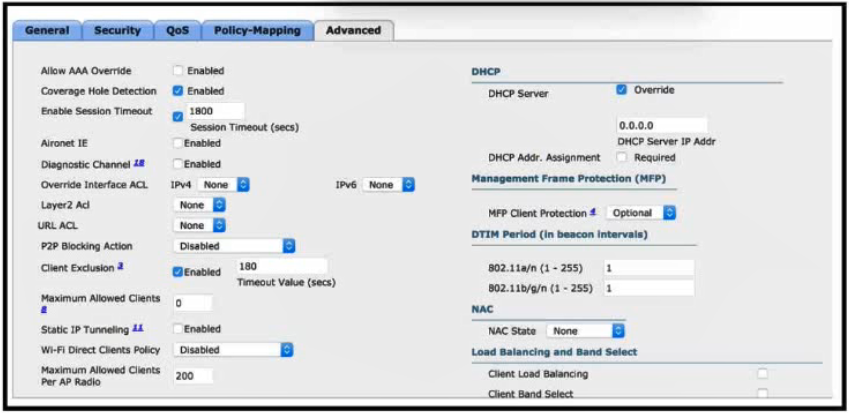 General Security QoS Policy-Mapping Advanced
Allow AAA Override Enabled
Coverage Hole Detection Enabled
Enable Session Timeout 1800
Session Timeout (secs)
Aironet IE Enabled
Diagnostic Channel 18 Enabled
Override Interface ACL IPv4 None IPv6 None
Layer2 Acl None
URL ACL None
P2P Blocking Action Disabled
Client Exclusion 3 Enabled 180
Timeout Value (secs)
Maximum Allowed Clients
8 0
Static IP Tunneling 11 Enabled
Wi-Fi Direct Clients Policy Disabled
Maximum Allowed Clients
Per AP Radio 200
DHCP
DHCP Server Override
0.0.0.0
DHCP Server IP Addr
DHCP Addr. Assignment Required
Management Frame Protection (MFP)
MFP Client Protection 4 Optional
DTIM Period (in beacon intervals)
802.11a/n (1 - 255) 1
802.11b/g/n (1 - 255) 1
NAC
NAC State None
Load Balancing and Band Select
Client Load Balancing
Client Band Select